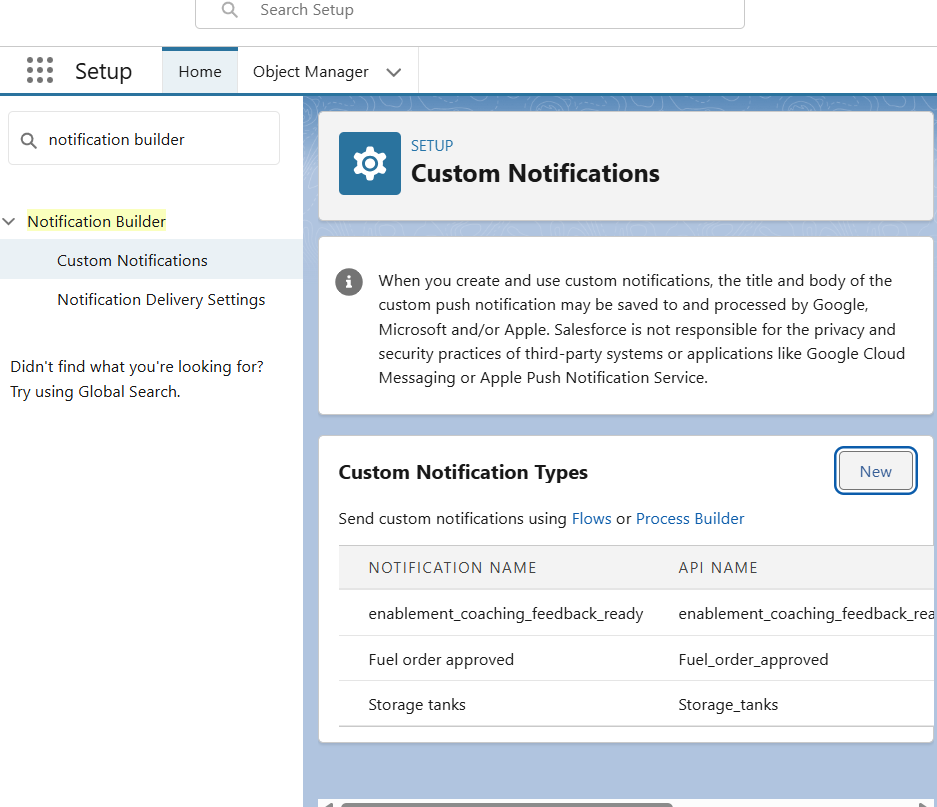 Search Setup
Setup
Home
Object Manager
notification builder
Notification Builder
Custom Notifications
Notification Delivery Settings
Didn't find what you're looking for?
Try using Global Search.
SETUP
Custom Notifications
When you create and use custom notifications, the title and body of the
custom push notification may be saved to and processed by Google,
Microsoft and/or Apple. Salesforce is not responsible for the privacy and
security practices of third-party systems or applications like Google Cloud
Messaging or Apple Push Notification Service.
Custom Notification Types
New
Send custom notifications using Flows or Process Builder
NOTIFICATION NAME API NAME
enablement_coaching_feedback_ready enablement_coaching_feedback_rea
Fuel order approved Fuel_order_approved
Storage tanks Storage_tanks